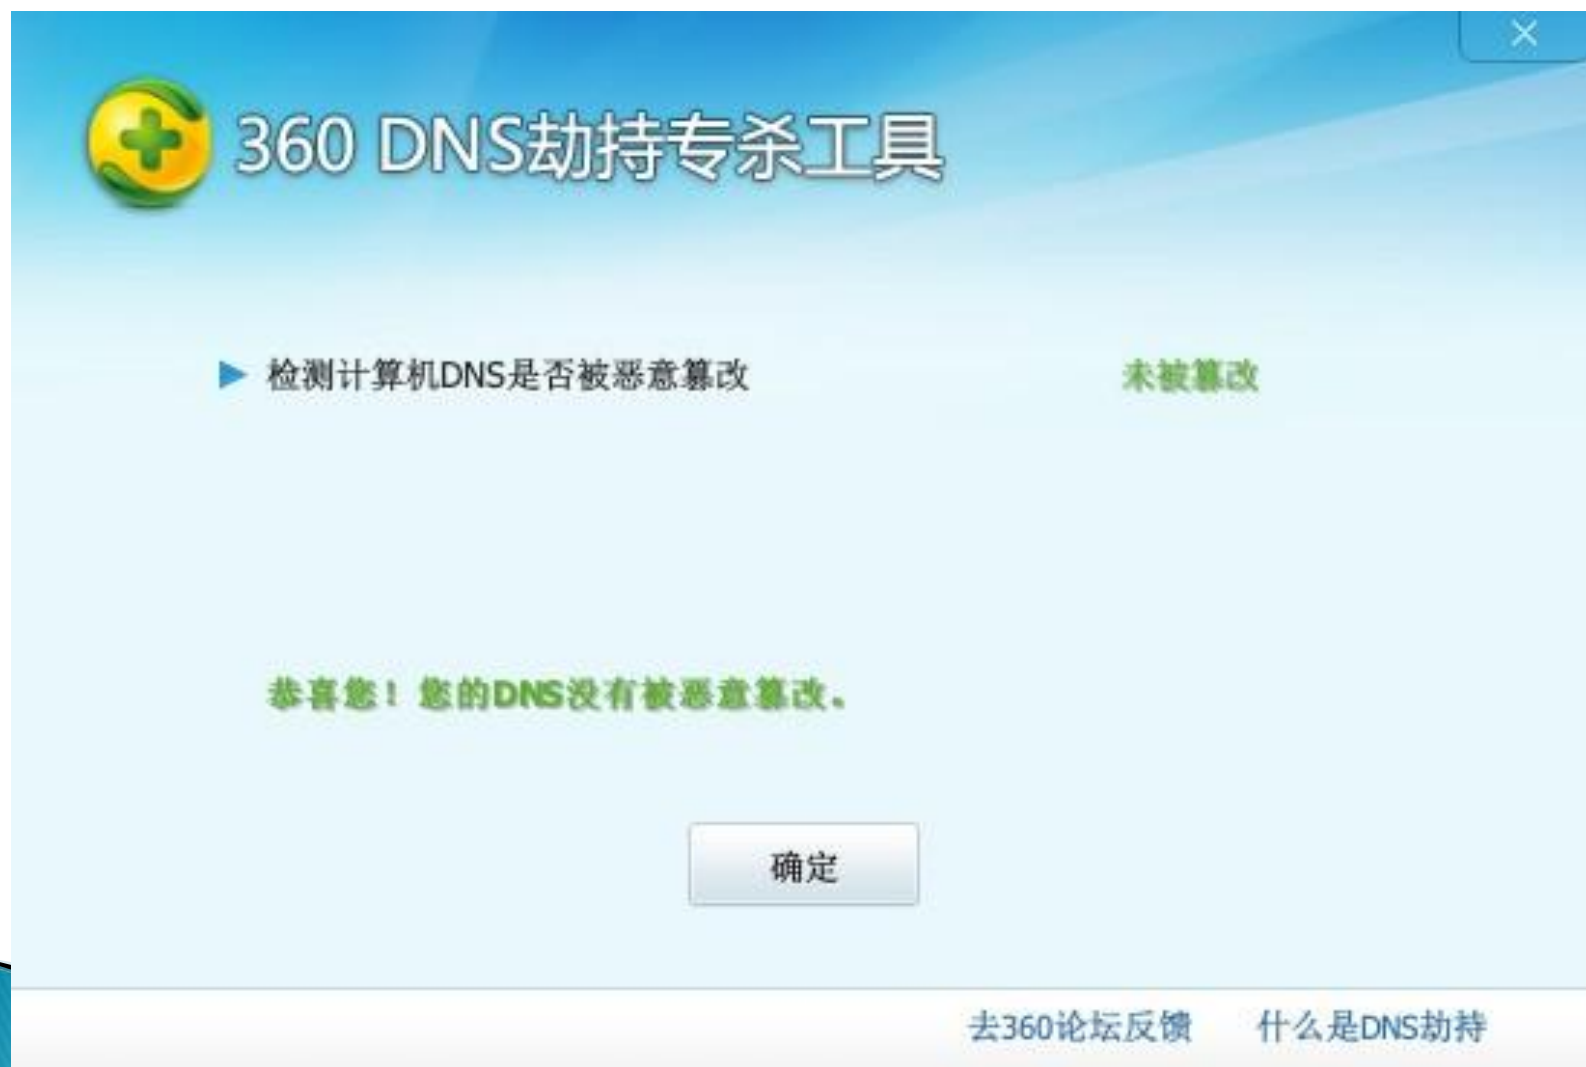 360 DNS劫持专杀工具
检测计算机DNS是否被恶意篡改 未被篡改
恭喜您！您的DNS没有被恶意篡改。
确定
去360论坛反馈 什么是DNS劫持